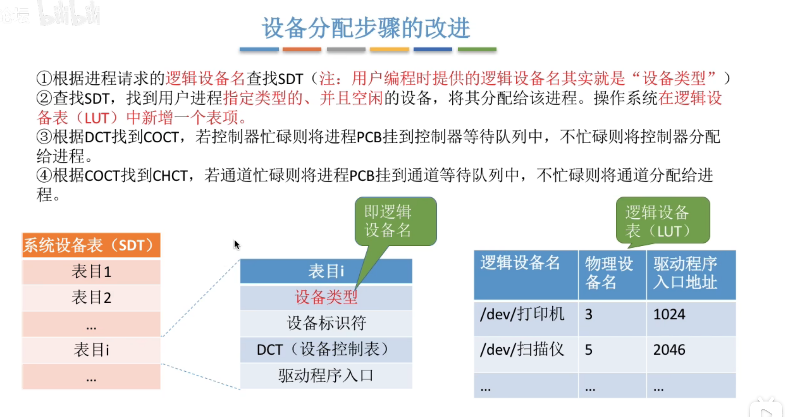 bilibili
设备分配步骤的改进
①根据进程请求的逻辑设备名查找SDT（注：用户编程时提供的逻辑设备名其实就是“设备类型”）
②查找SDT，找到用户进程指定类型的、并且空闲的设备，将其分配给该进程。操作系统在逻辑设
备表（LUT）中新增一个表项。
③根据DCT找到COCT，若控制器忙碌则将进程PCB挂到控制器等待队列中，不忙碌则将控制器分配
给进程。
④根据COCT找到CHCT，若通道忙碌则将进程PCB挂到通道等待队列中，不忙碌则将通道分配给进
程。
即逻辑
设备名
逻辑设备
表（LUT）
系统设备表（SDT）
表目1
表目2
...
表目i
...
表目i
设备类型
设备标识符
DCT（设备控制表）
驱动程序入口
逻辑设备名 物理设 驱动程序
备名 入口地址
/dev/打印机 3 1024
/dev/扫描仪 5 2046
... ... ...